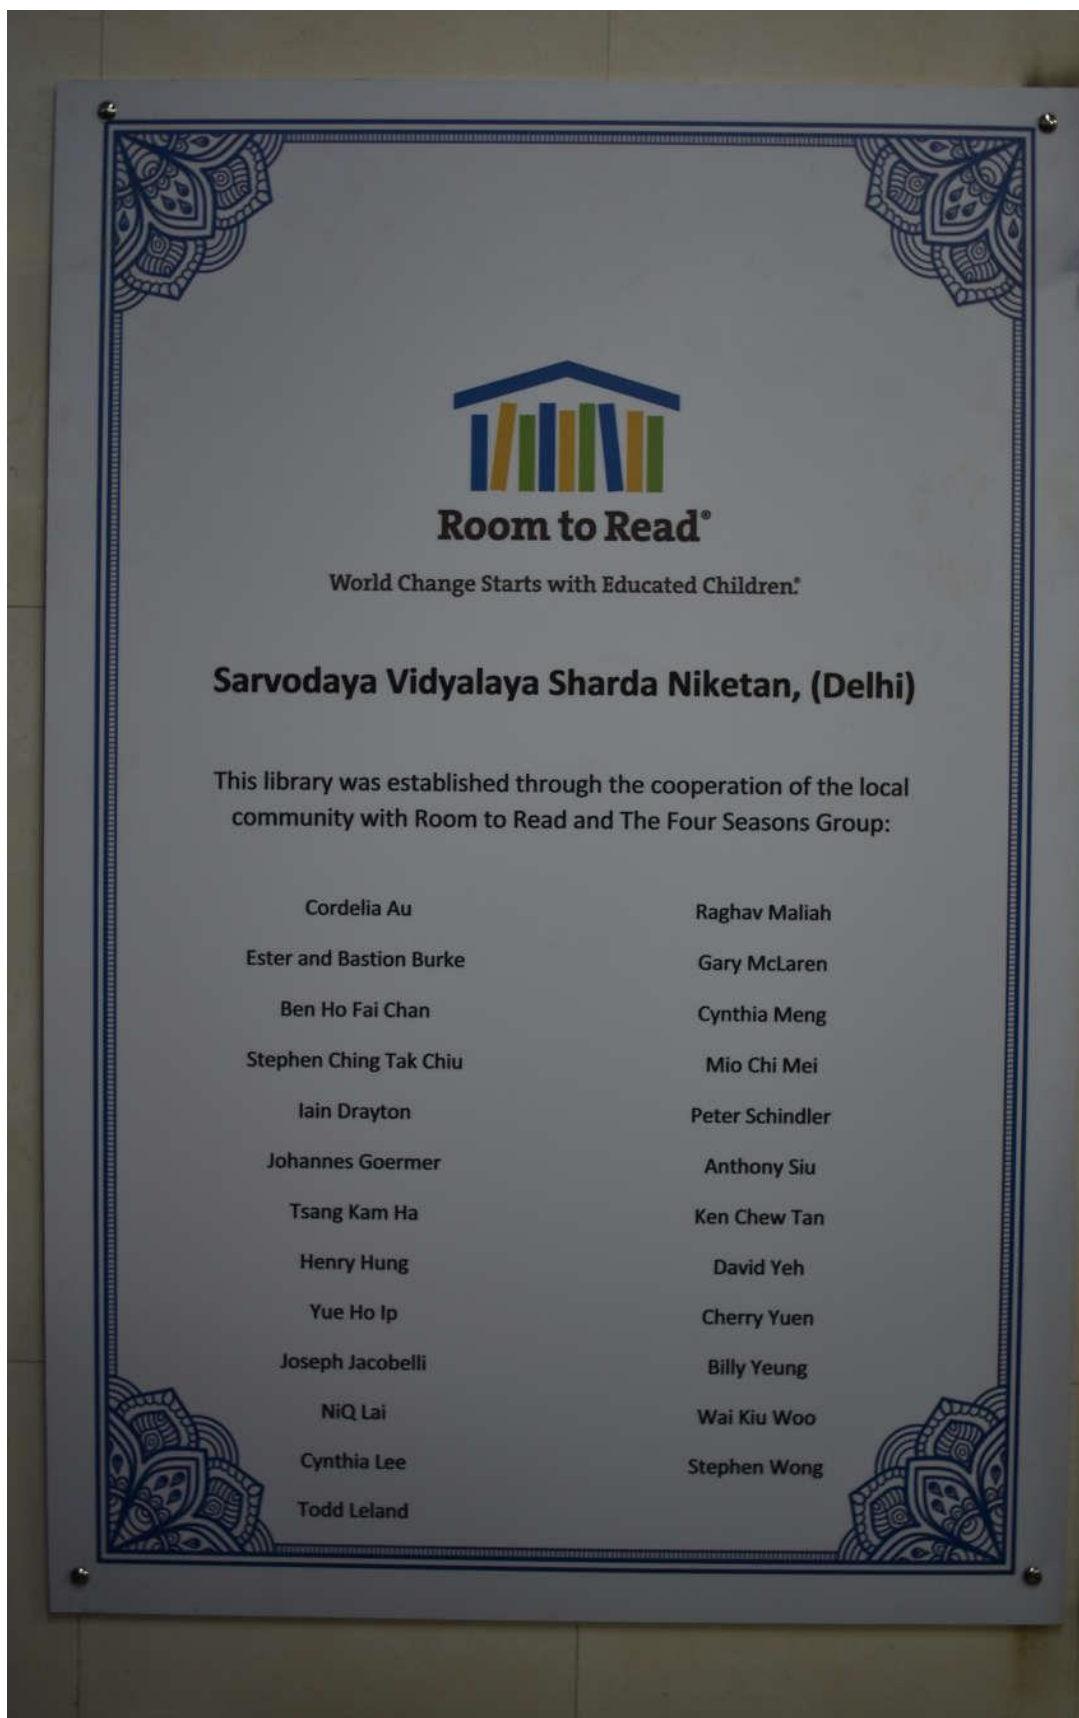 Room to Read®
World Change Starts with Educated Children.®
Sarvodaya Vidyalaya Sharda Niketan, (Delhi)
This library was established through the cooperation of the local
community with Room to Read and The Four Seasons Group:
Cordelia Au
Ester and Bastion Burke
Ben Ho Fai Chan
Stephen Ching Tak Chiu
Iain Drayton
Johannes Goermer
Tsang Kam Ha
Henry Hung
Yue Ho Ip
Joseph Jacobelli
NiQ Lai
Cynthia Lee
Todd Leland
Raghav Maliah
Gary McLaren
Cynthia Meng
Mio Chi Mei
Peter Schindler
Anthony Siu
Ken Chew Tan
David Yeh
Cherry Yuen
Billy Yeung
Wai Kiu Woo
Stephen Wong